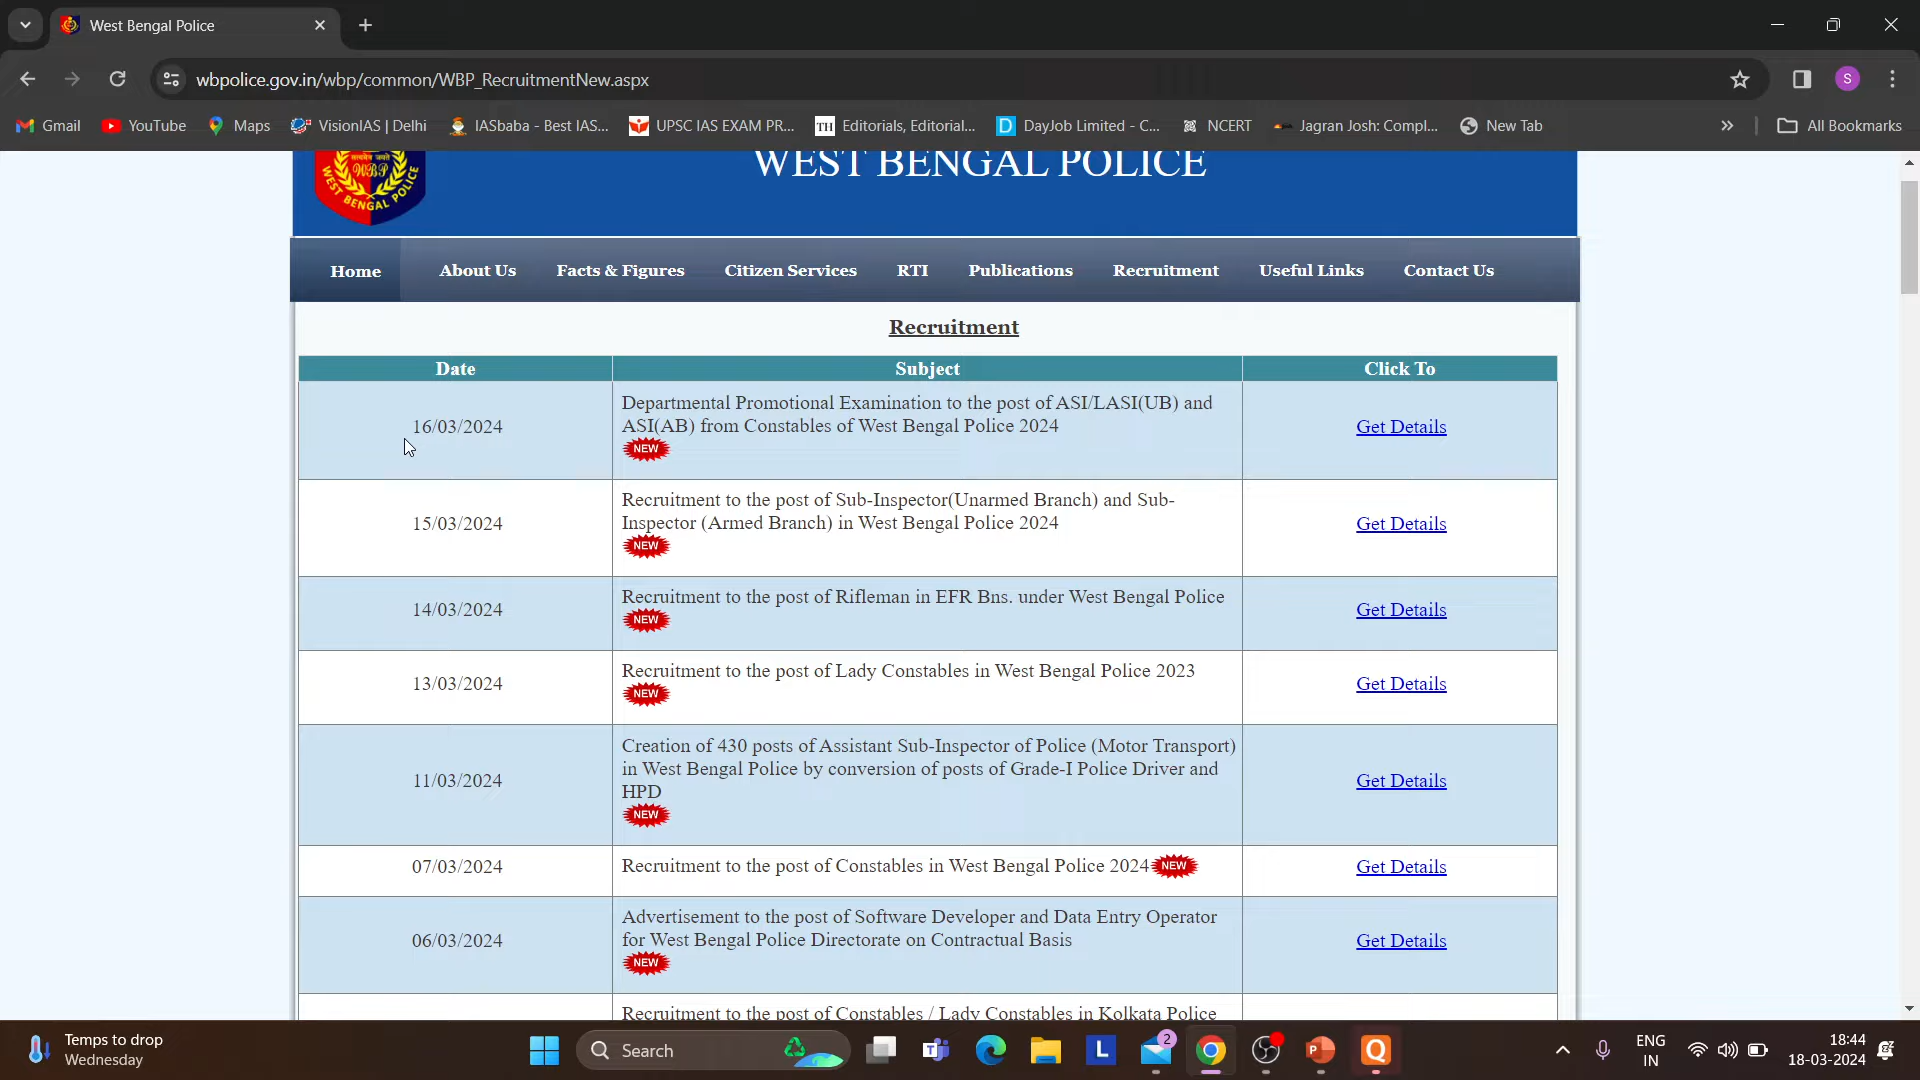 West Bengal Police
wbpolice.gov.in/wbp/common/WBP_RecruitmentNew.aspx
S
Gmail
YouTube
Maps
VisionIAS | Delhi
IASbaba - Best IAS...
UPSC IAS EXAM PR...
TH Editorials, Editorial...
D DayJob Limited - C...
NCERT
Jagran Josh: Compl...
New Tab
All Bookmarks
सत्यमेव जयते
WBP
WEST BENGAL POLICE
WEST BENGAL POLICE
Home About Us Facts & Figures Citizen Services RTI Publications Recruitment Useful Links Contact Us
Recruitment
Date Subject Click To
16/03/2024
Departmental Promotional Examination to the post of ASI/LASI(UB) and
ASI(AB) from Constables of West Bengal Police 2024
NEW
Get Details
15/03/2024
Recruitment to the post of Sub-Inspector(Unarmed Branch) and Sub-
Inspector (Armed Branch) in West Bengal Police 2024
NEW
Get Details
14/03/2024
Recruitment to the post of Rifleman in EFR Bns. under West Bengal Police
NEW
Get Details
13/03/2024
Recruitment to the post of Lady Constables in West Bengal Police 2023
NEW
Get Details
11/03/2024
Creation of 430 posts of Assistant Sub-Inspector of Police (Motor Transport)
in West Bengal Police by conversion of posts of Grade-I Police Driver and
HPD
NEW
Get Details
07/03/2024
Recruitment to the post of Constables in West Bengal Police 2024 NEW
Get Details
06/03/2024
Advertisement to the post of Software Developer and Data Entry Operator
for West Bengal Police Directorate on Contractual Basis
NEW
Get Details
Recruitment to the post of Constables / Lady Constables in Kolkata Police
Temps to drop
Wednesday
Search
L
2
P
Q
ENG
IN
18:44
18-03-2024